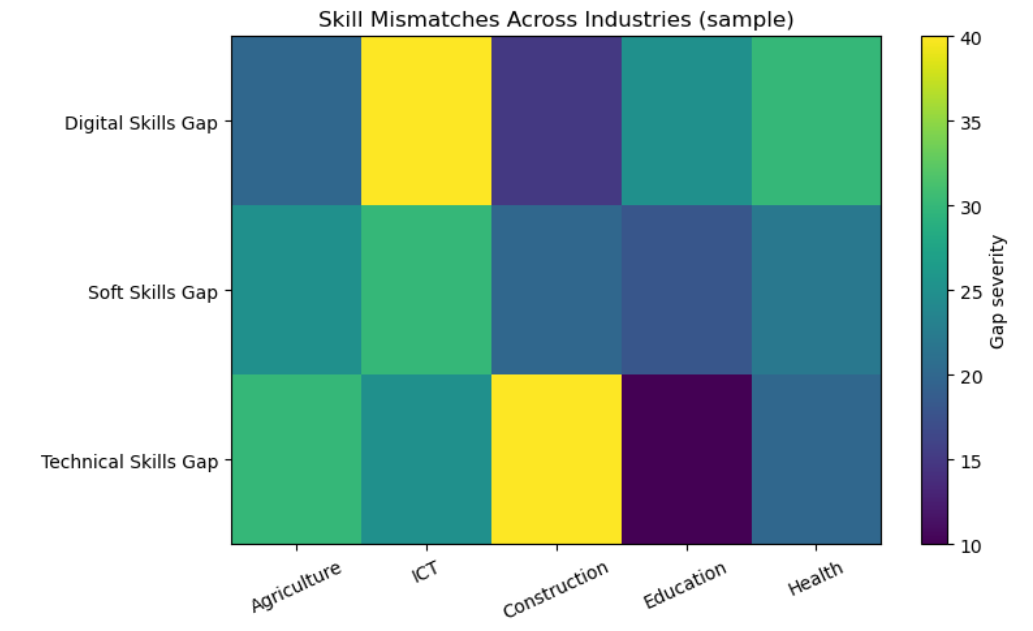 Skill Mismatches Across Industries (sample)
Digital Skills Gap
Soft Skills Gap
Technical Skills Gap
Agriculture
ICT
Construction
Education
Health
40
35
30
25
20
15
10
Gap severity